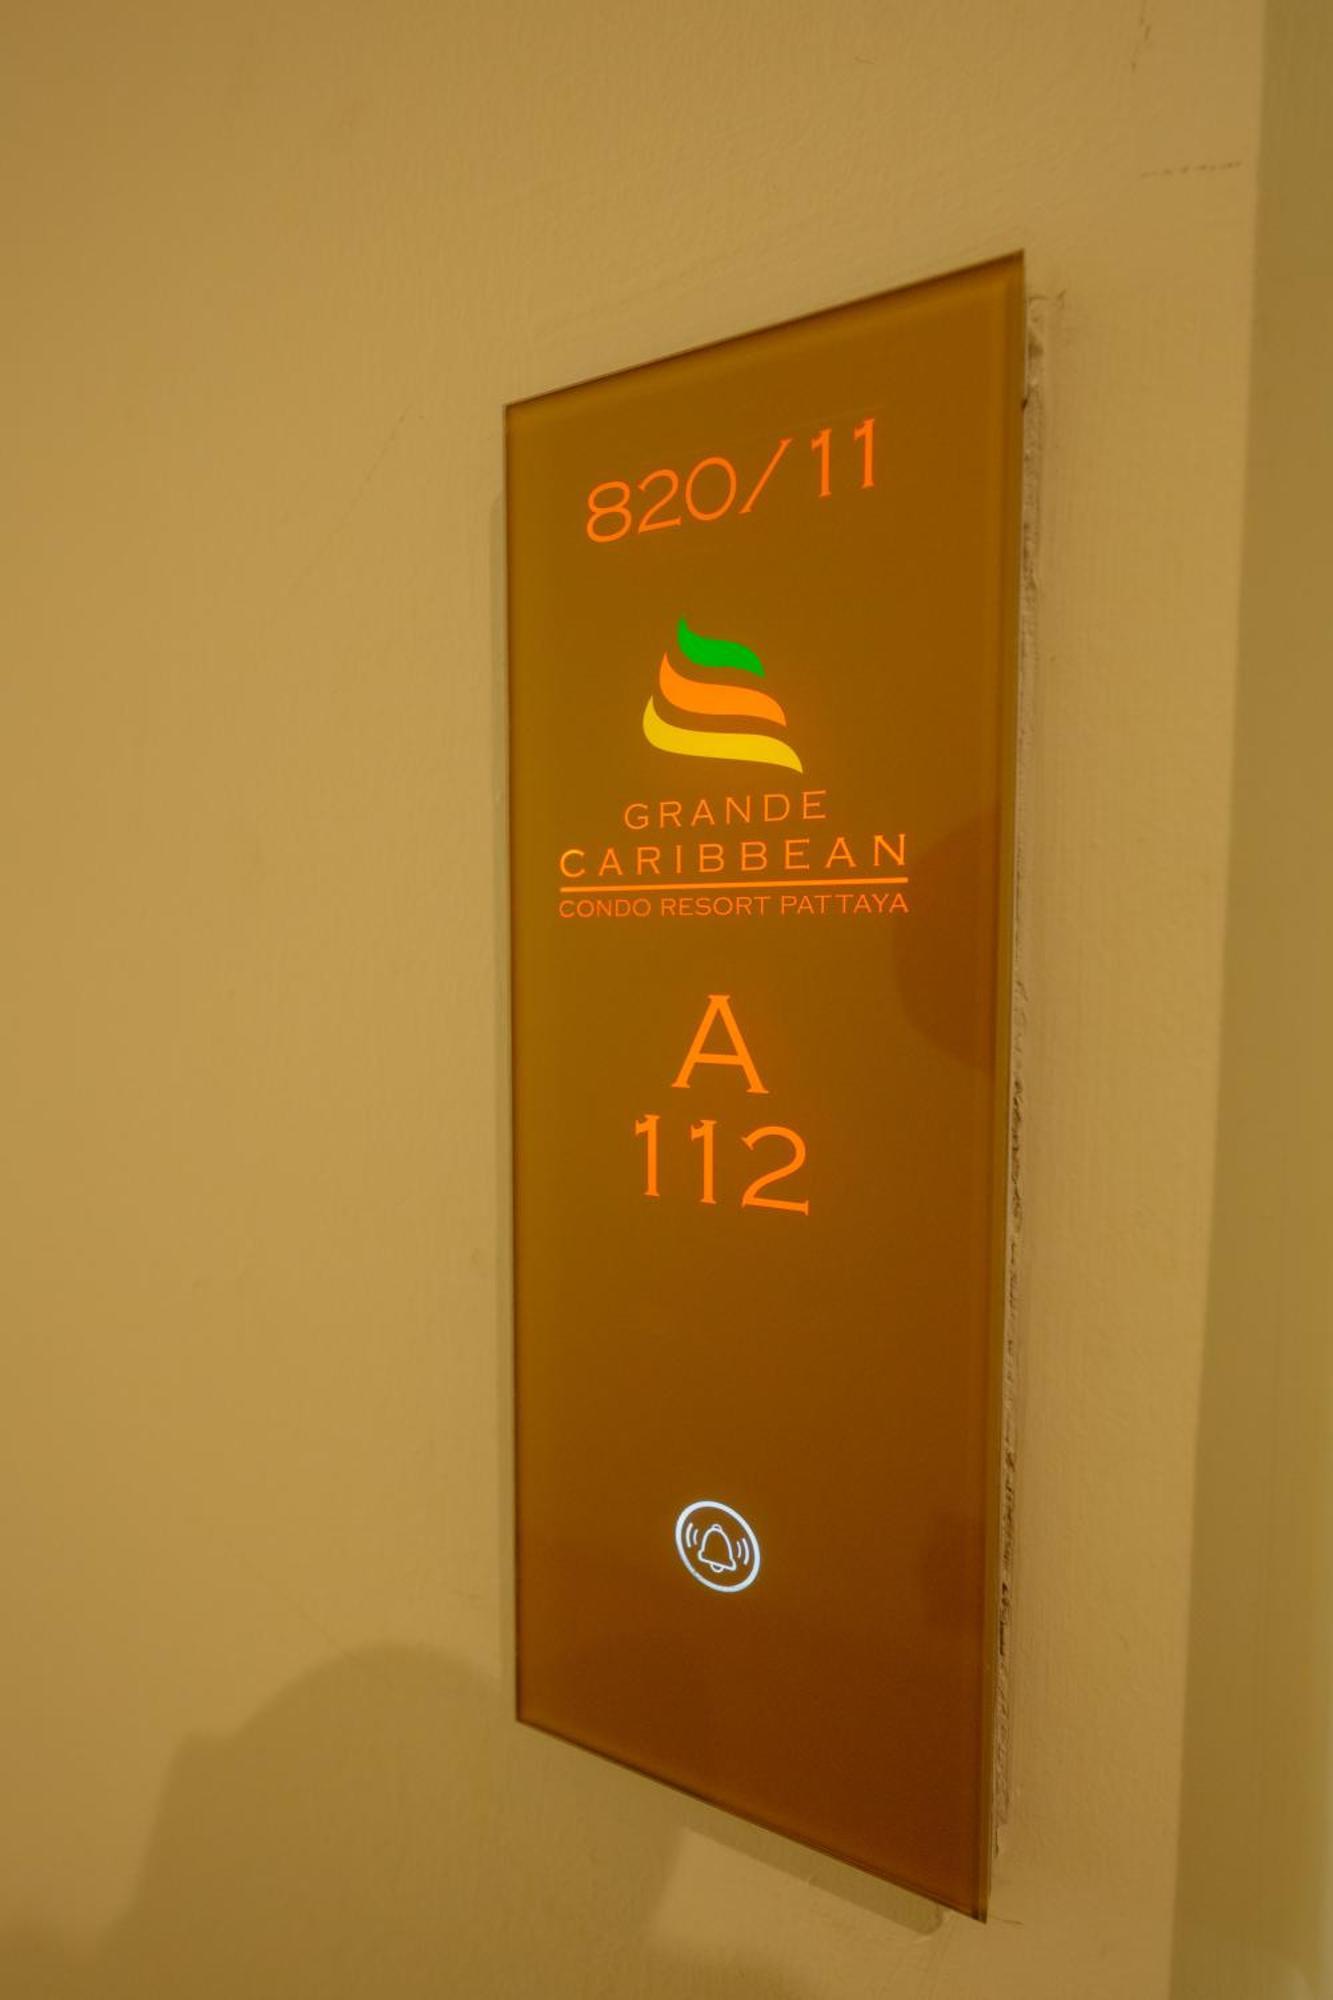 820/11
GRANDE
CARIBBEAN
CONDO RESORT PATTAYA
A
112